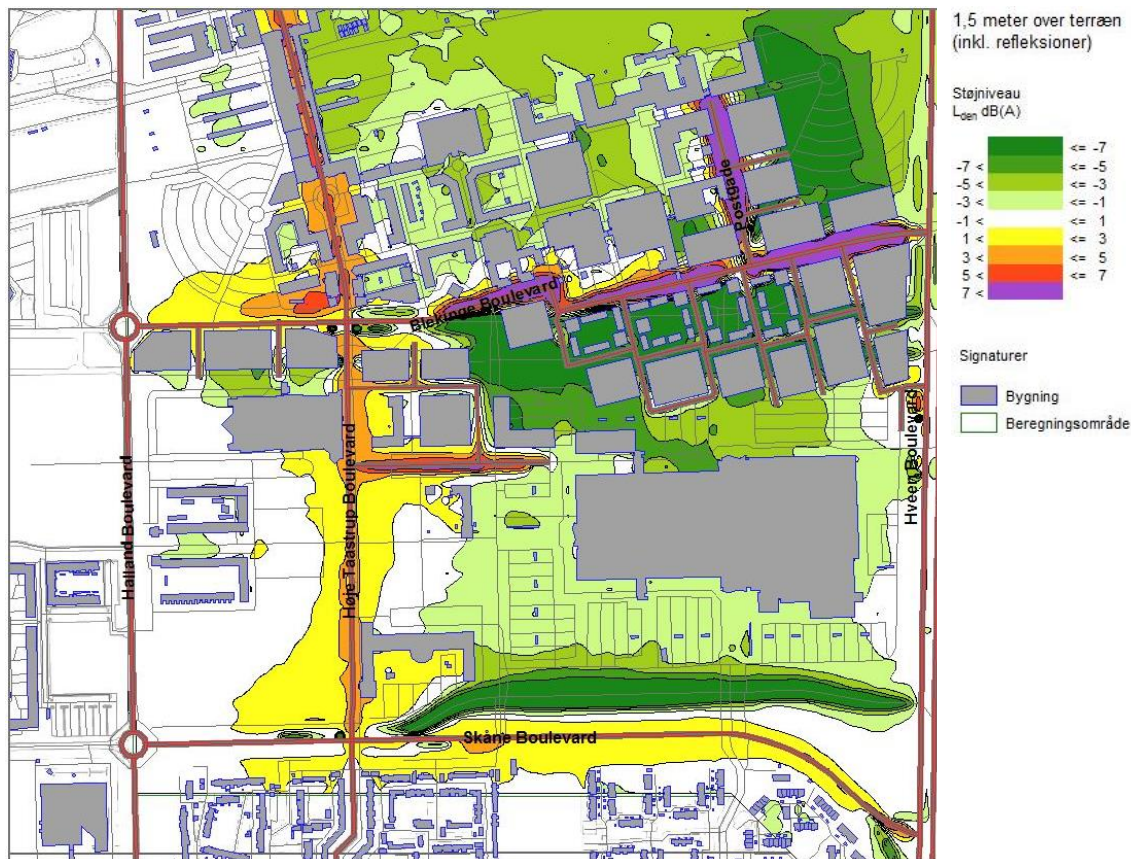 1,5 meter over terræn
(inkl. refleksioner)
Støjniveau
Lden dB(A)
<= -7
-7 < <= -5
-5 < <= -3
-3 < <= -1
-1 < <= 1
1 < <= 3
3 < <= 5
5 < <= 7
7 <
Signaturer
Bygning
Beregningsområde
Postgade
Blekinge Boulevard
Halland Boulevard
Høje Taastrup Boulevard
Hveen Boulevard
Skåne Boulevard